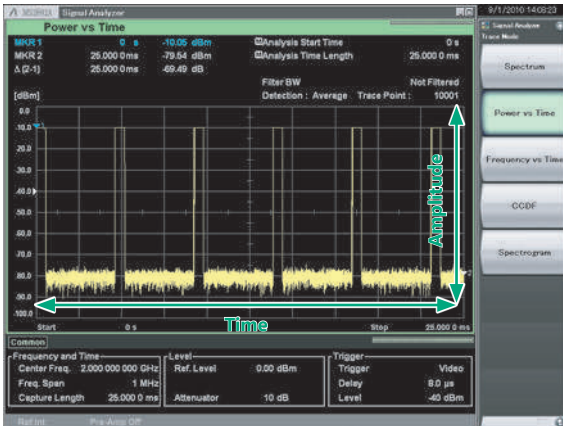 MS269XX Signal Analyzer
9/1/2010 14:08:23
Power vs Time
Signal Analyzer
Trace Mode
MKR 1 0 s -10.05 dBm Analysis Start Time 0 s
MKR 2 25.000 0 ms -79.54 dBm Analysis Time Length 25.000 0 ms
Δ (2-1) 25.000 0 ms -69.49 dB
Filter BW Not Filtered
[dBm] Detection : Average Trace Point : 10001
0.0
-10.0
-20.0
-30.0
-40.0
-50.0
-60.0
-70.0
-80.0
-90.0
-100.0
1
2
Amplitude
Time
Start 0 s Stop 25.000 0 ms
Spectrum
Power vs Time
Frequency vs Time
CCDF
Spectrogram
Common
Frequency and Time
Center Freq. 2.000 000 000 GHz
Freq. Span 1 MHz
Capture Length 25.000 0 ms
Level
Ref. Level 0.00 dBm
Attenuator 10 dB
Trigger
Trigger Video
Delay 8.0 µs
Level -40 dBm
Ref.Int Pre-Amp Off